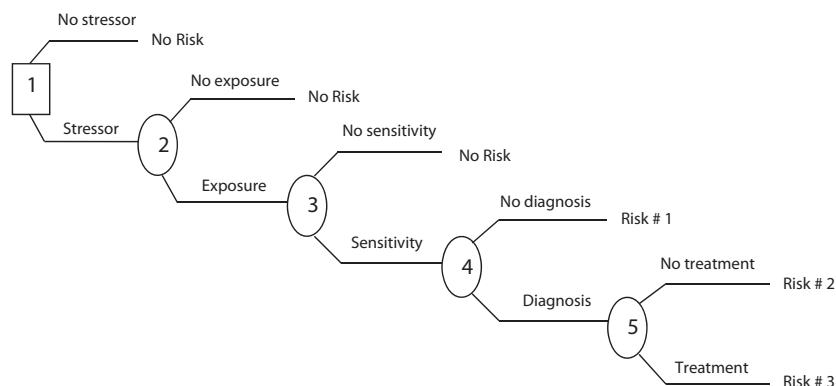 No stressor
No Risk
1
No exposure
No Risk
Stressor
2
No sensitivity
No Risk
Exposure
3
No diagnosis
Risk # 1
Sensitivity
4
No treatment
Risk # 2
Diagnosis
5
Treatment
Risk # 3